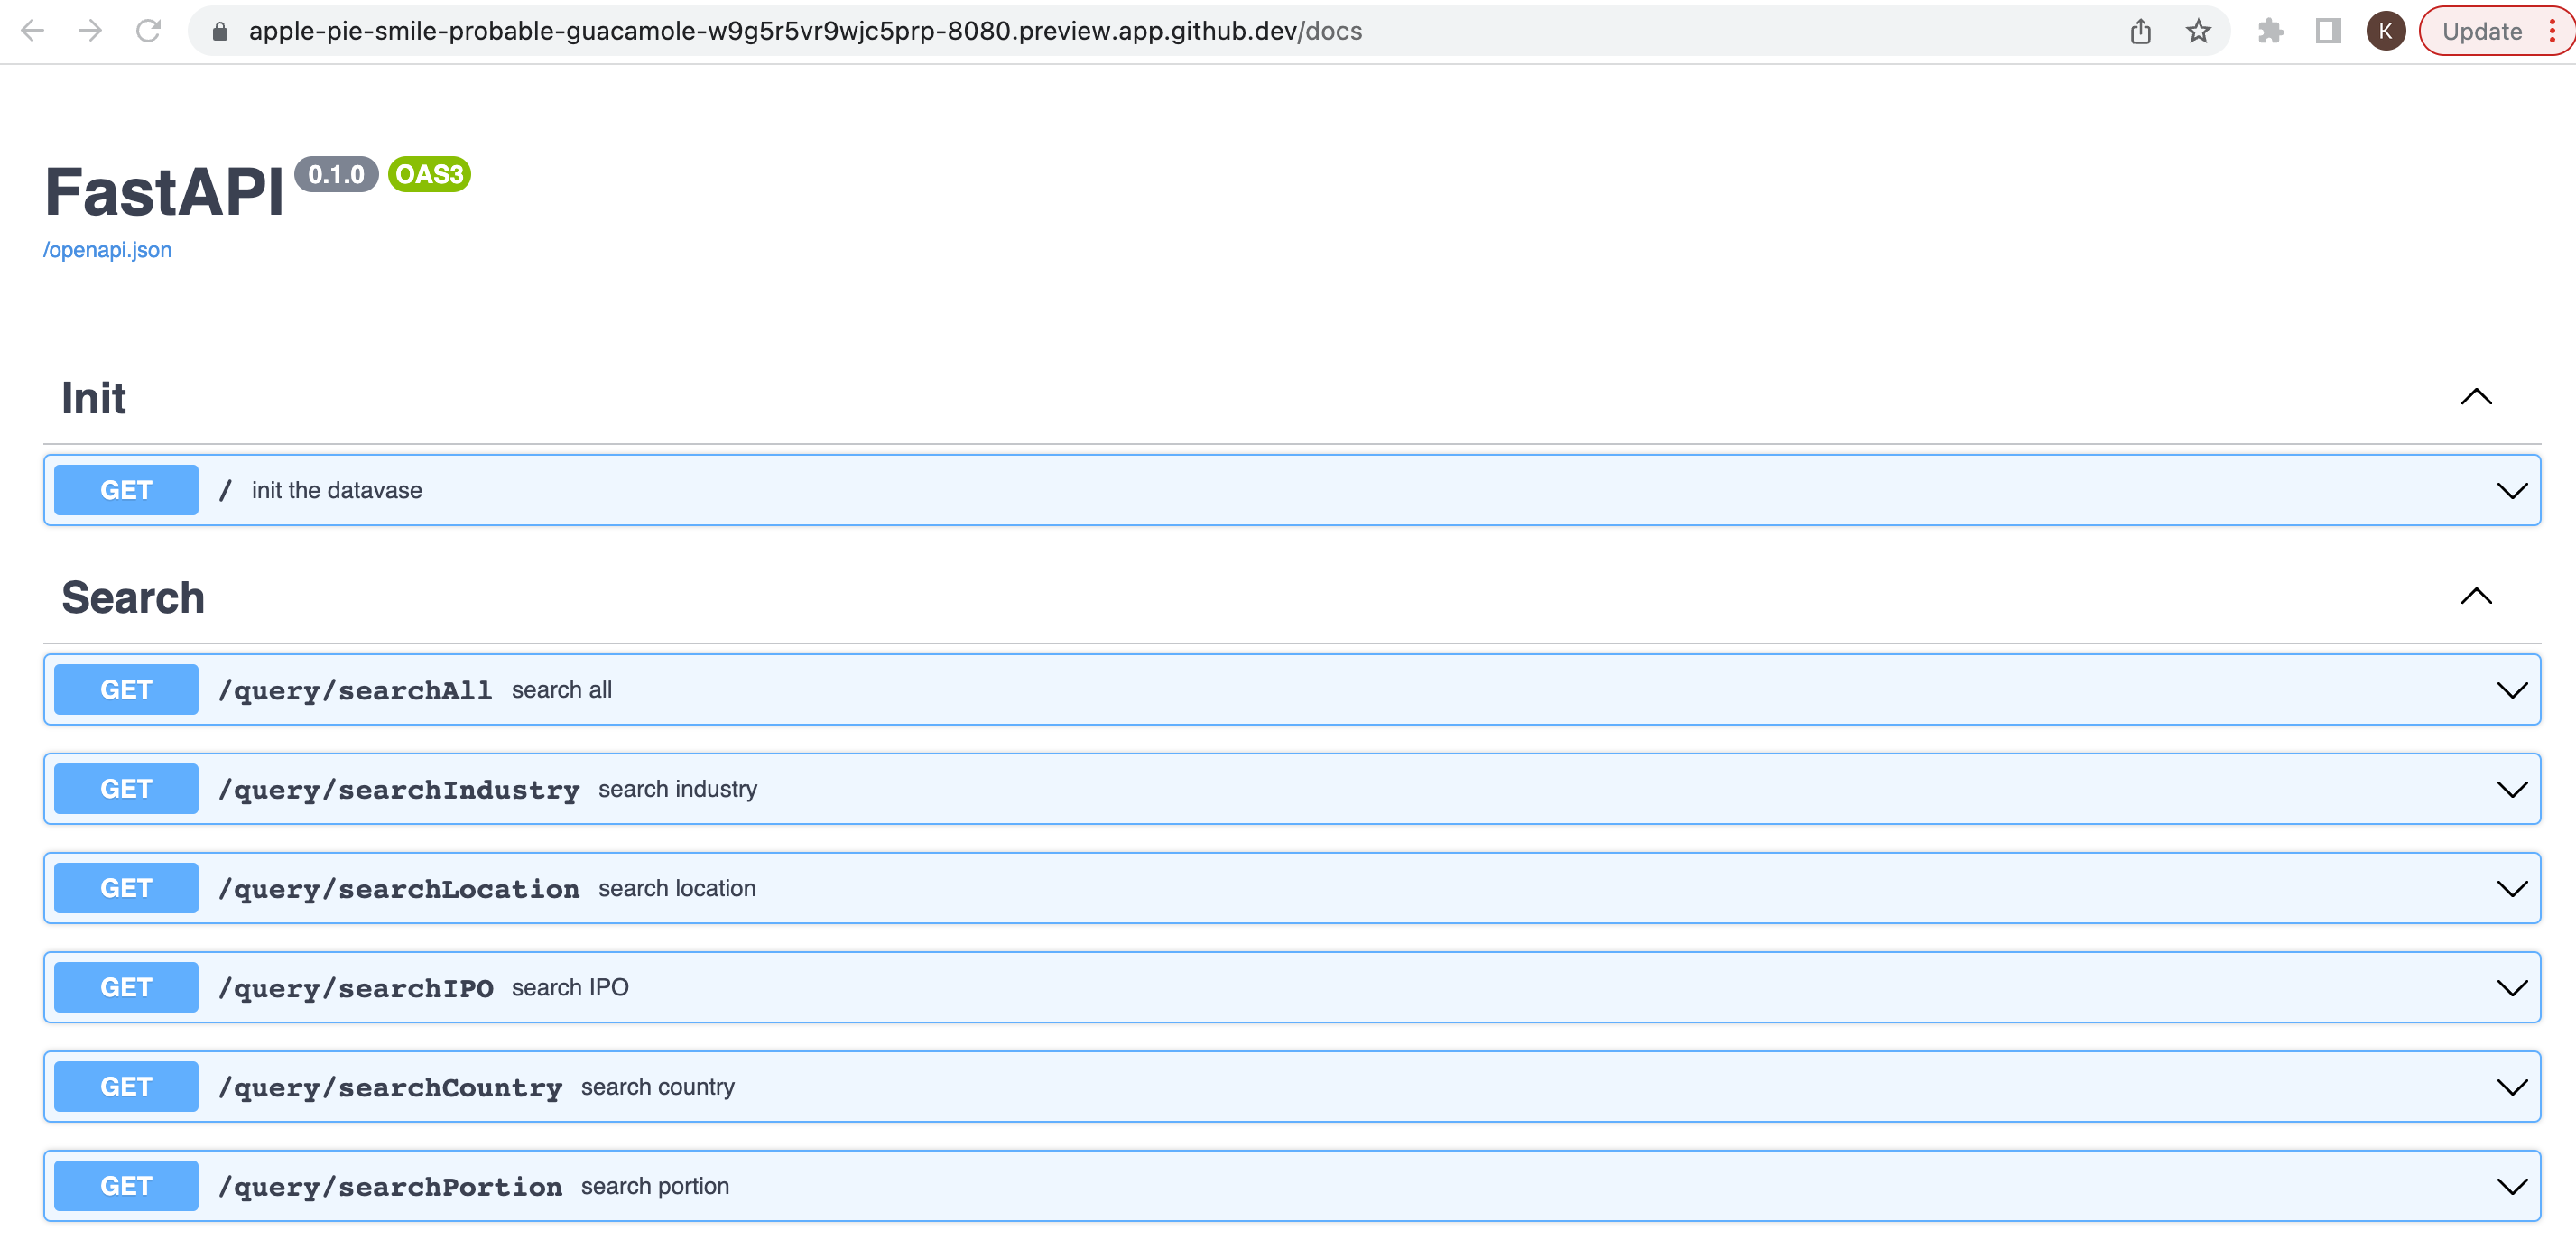 apple-pie-smile-probable-guacamole-w9g5r5vr9wjc5prp-8080.preview.app.github.dev/docs K Update
FastAPI 0.1.0 OAS3
/openapi.json
Init
GET / init the datavase
Search
GET /query/searchAll search all
GET /query/searchIndustry search industry
GET /query/searchLocation search location
GET /query/searchIPO search IPO
GET /query/searchCountry search country
GET /query/searchPortion search portion